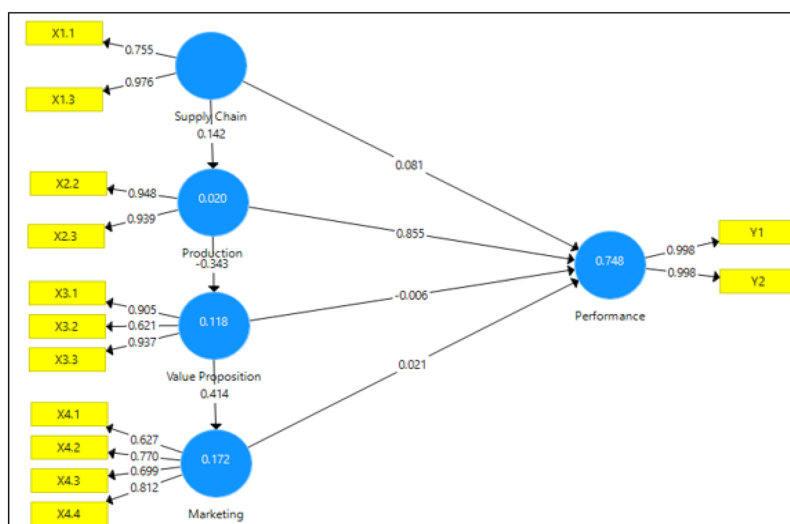 X1.1
0.755
0.976
X1.3
Supply Chain
0.142
0.081
X2.2
0.948
0.020
0.939
X2.3
0.855
Production
-0.343
Y1
0.998
0.748
0.998
Y2
Performance
X3.1
0.905
X3.2
0.621
0.118
-0.006
0.937
X3.3
Value Proposition
0.414
0.021
X4.1
0.627
X4.2
0.770
0.172
0.699
X4.3
0.812
X4.4
Marketing